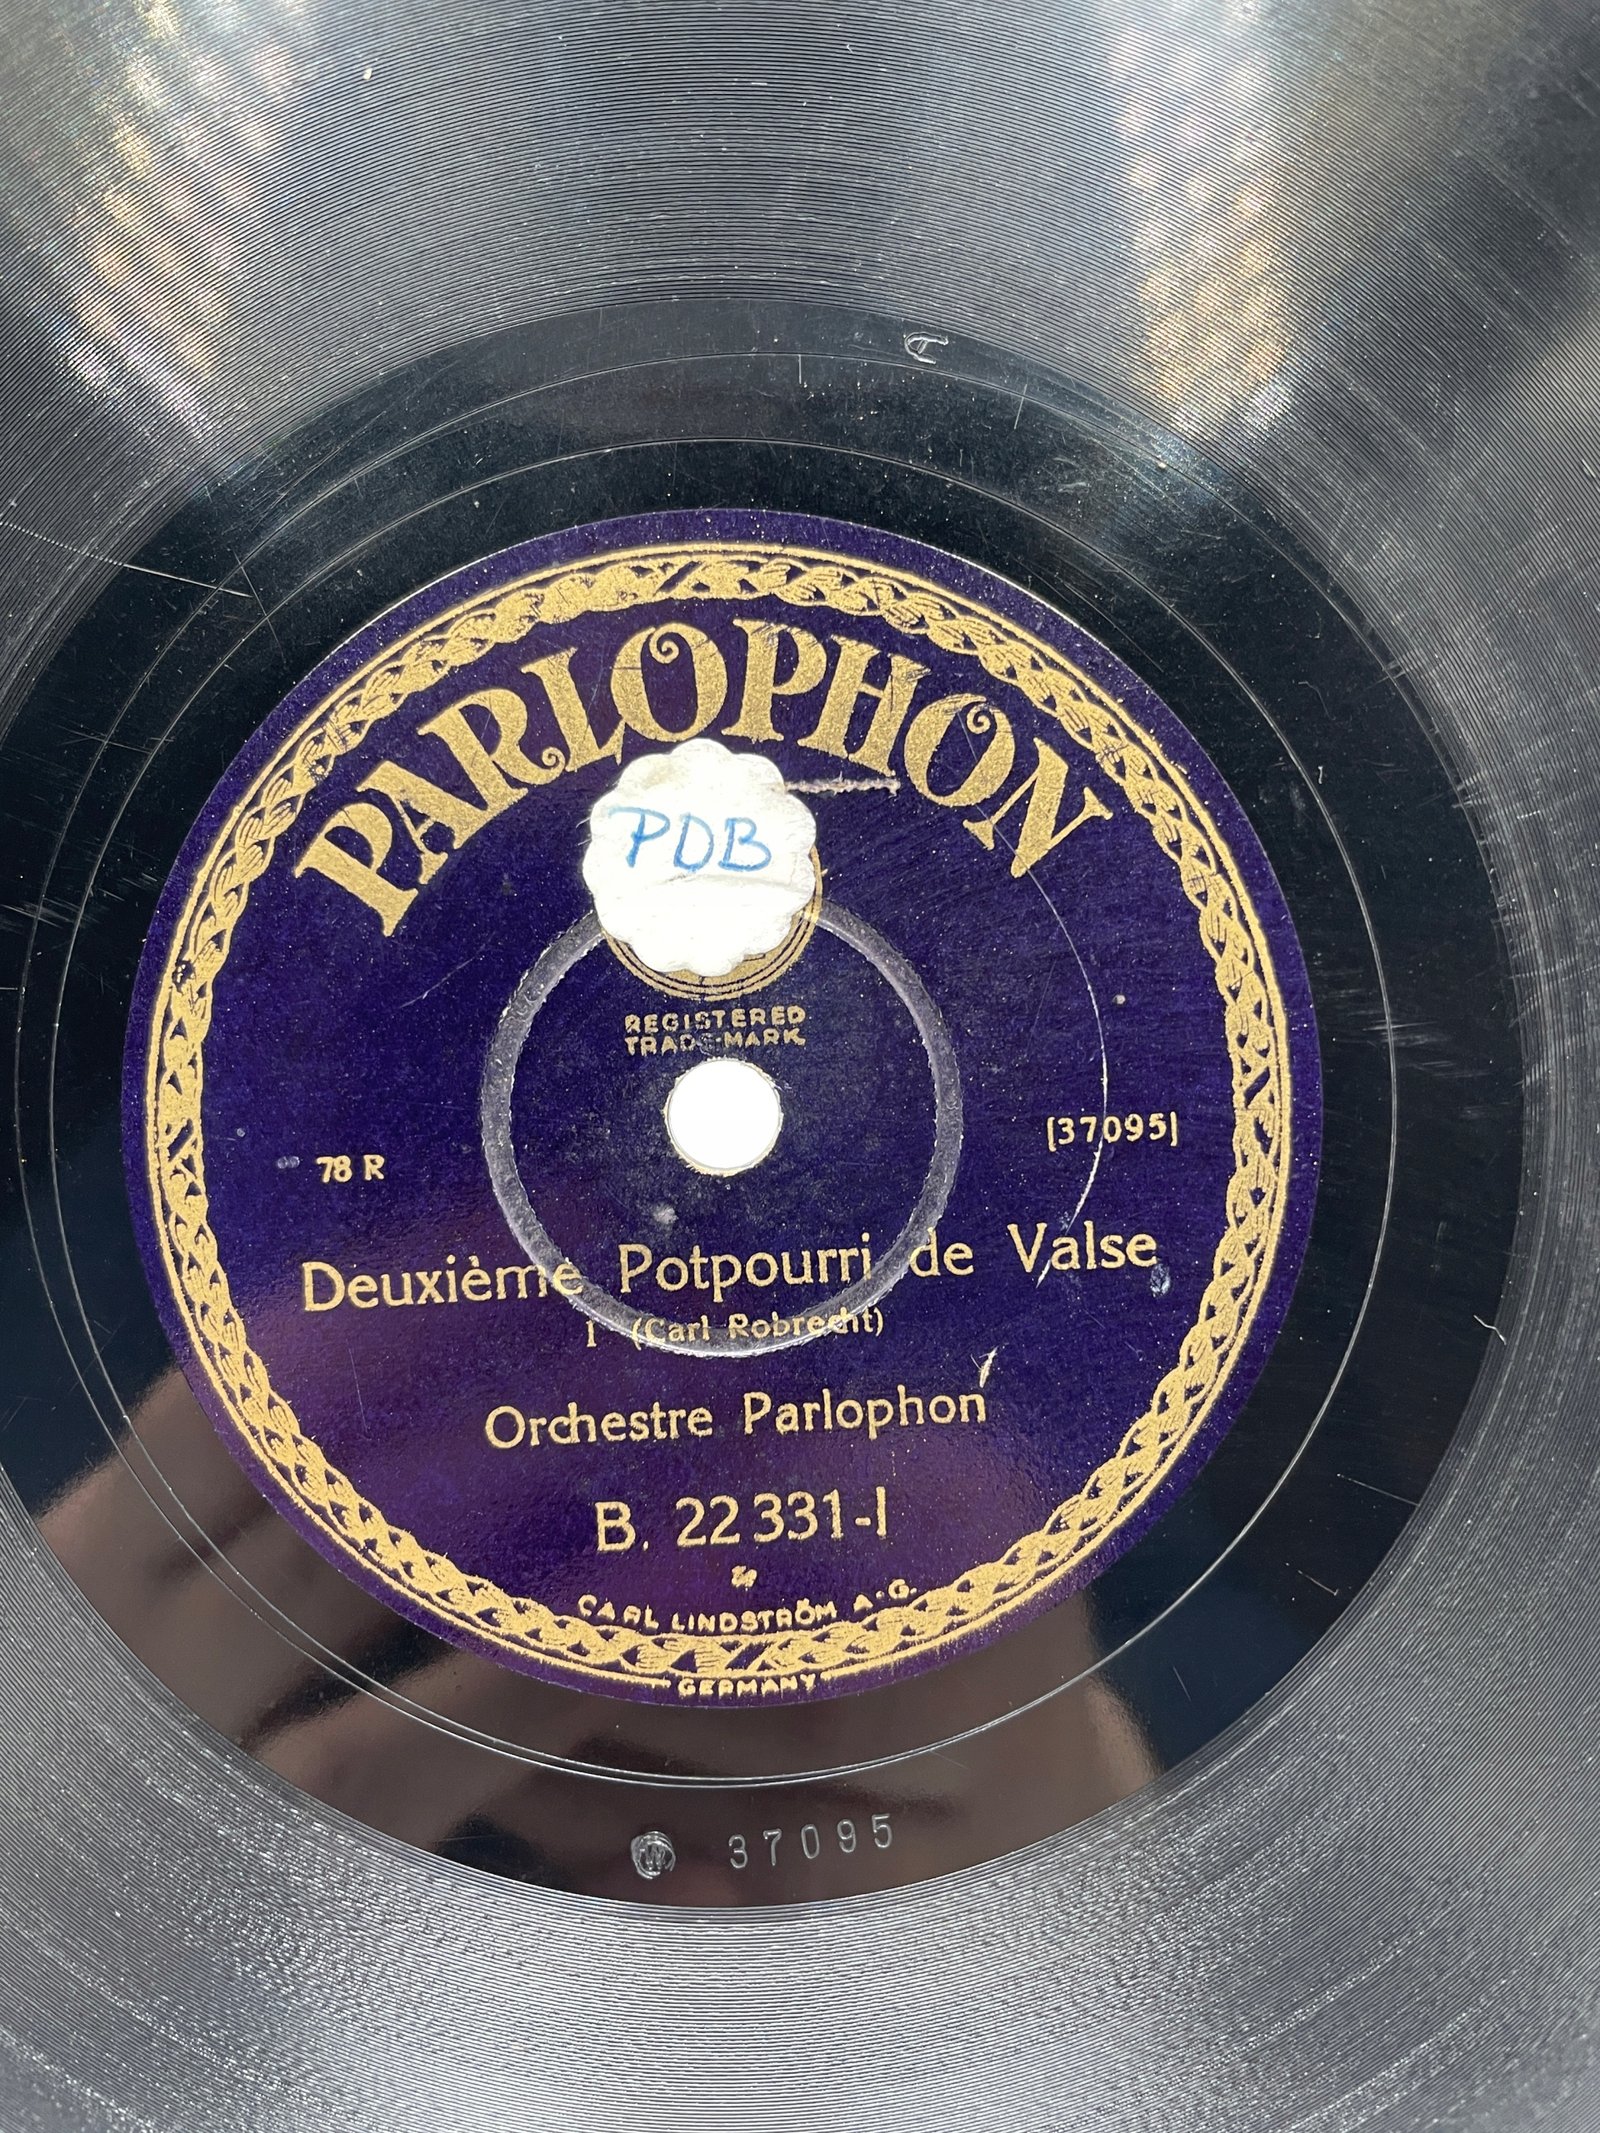 PARLOPHON
PDB
REGISTERED
TRADE-MARK
78 R
[37095]
Deuxième Potpourri de Valse
I (Carl Robrecht)
Orchestre Parlophon
B. 22331-I
CARL LINDSTRÖM A.-G.
GERMANY
W 37095